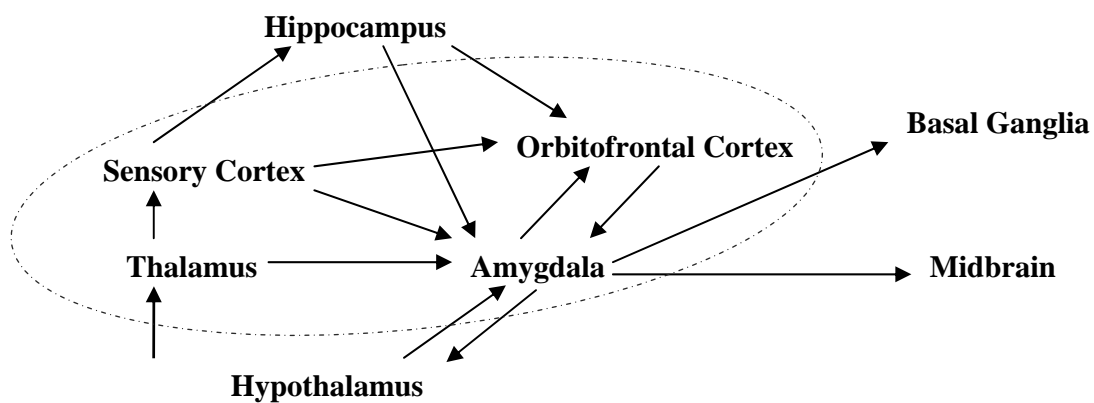 Hippocampus
Basal Ganglia
Orbitofrontal Cortex
Sensory Cortex
Thalamus
Amygdala
Midbrain
Hypothalamus